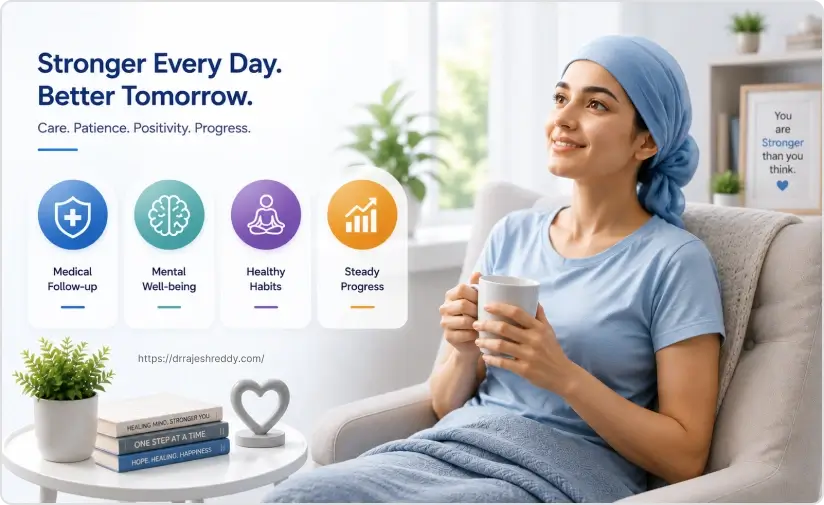 Stronger Every Day.
Better Tomorrow.
Care. Patience. Positivity. Progress.
Medical
Follow-up
Mental
Well-being
Healthy
Habits
Steady
Progress
https://drrajeshreddy.com/
HEALING MIND, STRONGER YOU
ONE STEP AT A TIME
HOPE, HEALING, HAPPINESS
You
are
Stronger
than you
think.